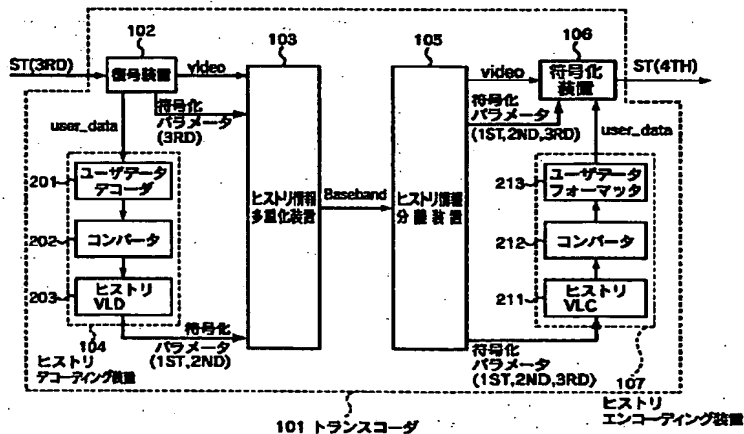 102
103
105
106
ST(3RD)
復号装置
video
video
符号化
装置
ST(4TH)
符号化
パラメータ
(3RD)
user_data
符号化
パラメータ
(1ST,2ND,3RD)
user_data
201
ユーザデータ
デコーダ
ヒストリ情報
多重化装置
Baseband
ヒストリ情報
分離装置
213
ユーザデータ
フォーマッタ
202
コンバータ
212
コンバータ
203
ヒストリ
VLD
211
ヒストリ
VLC
104
ヒストリ
デコーディング装置
符号化
パラメータ
(1ST,2ND)
符号化
パラメータ
(1ST,2ND,3RD)
107
ヒストリ
エンコーディング装置
101 トランスコーダ